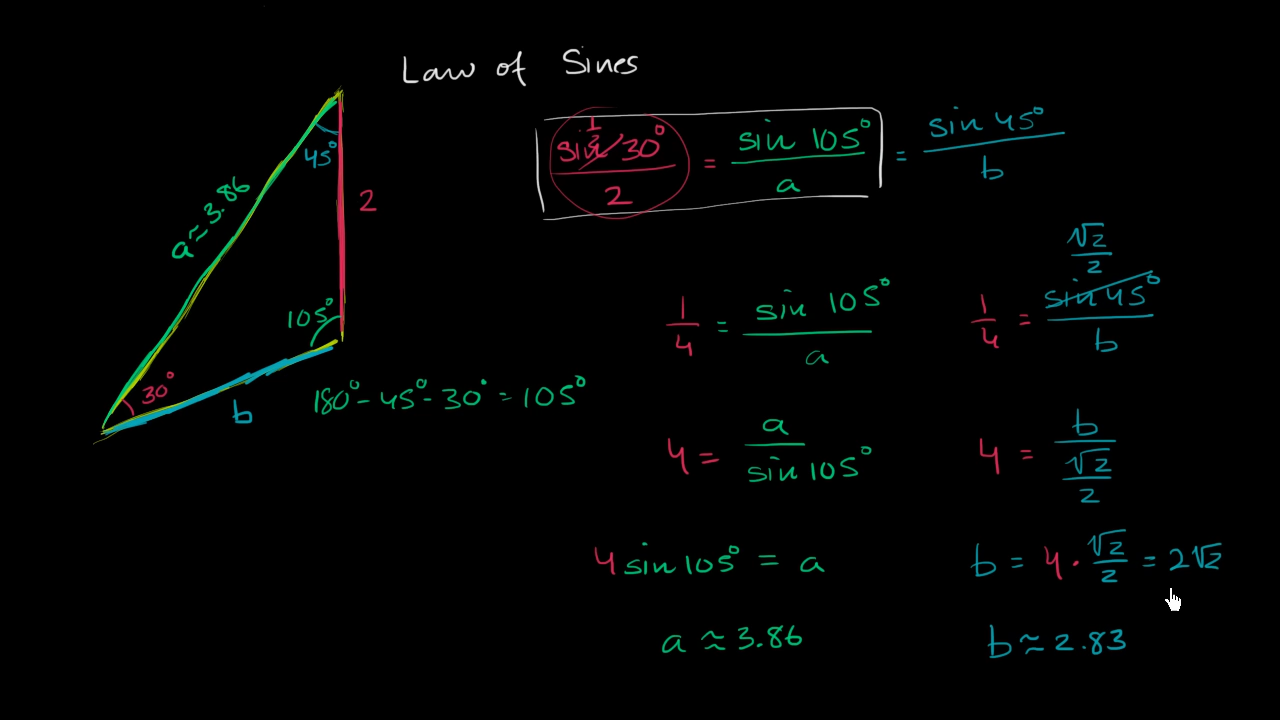 Law of Sines
sin 30° / 2 = sin 105° / a = sin 45° / b
1/2
45°
a ≈ 3.86
2
105°
30°
b
180° - 45° - 30° = 105°
1/4 = sin 105° / a
√2/2
1/4 = sin 45° / b
4 = a / sin 105°
4 = b / (√2/2)
4 sin 105° = a
b = 4 · √2/2 = 2√2
a ≈ 3.86
b ≈ 2.83